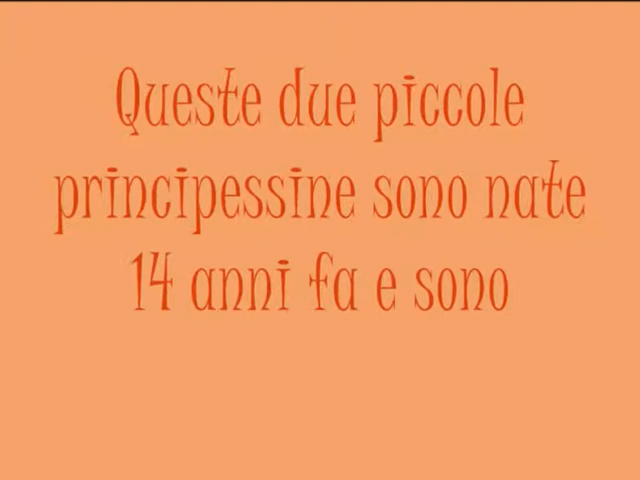 Queste due piccole
principessine sono nate
14 anni fa e sono